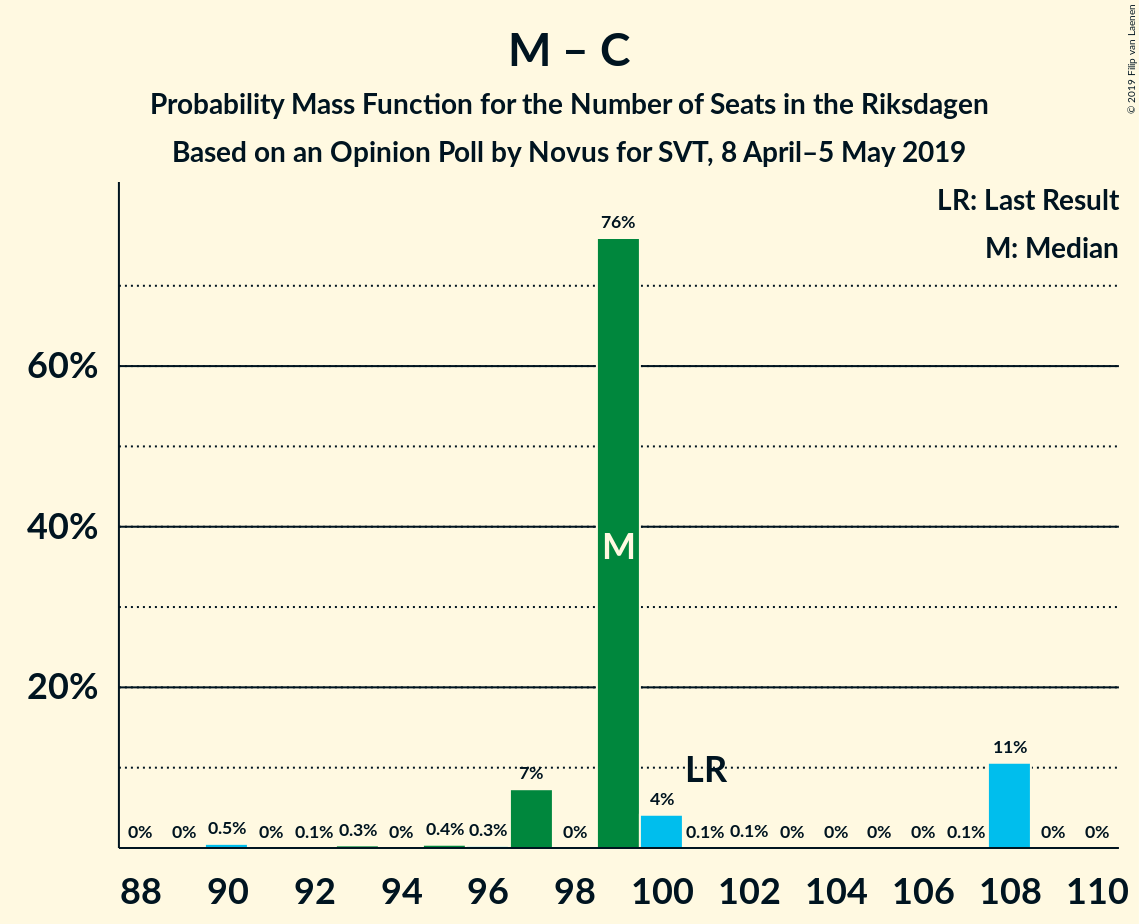 M – C
Probability Mass Function for the Number of Seats in the Riksdagen
Based on an Opinion Poll by Novus for SVT, 8 April–5 May 2019
© 2019 Filip van Laenen
LR: Last Result
M: Median
60%
40%
20%
0% 0% 0.5% 0% 0.1% 0.3% 0% 0.4% 0.3% 7% 0% 76% 4% 0.1% 0.1% 0% 0% 0% 0% 0.1% 11% 0% 0%
M
LR
88 90 92 94 96 98 100 102 104 106 108 110